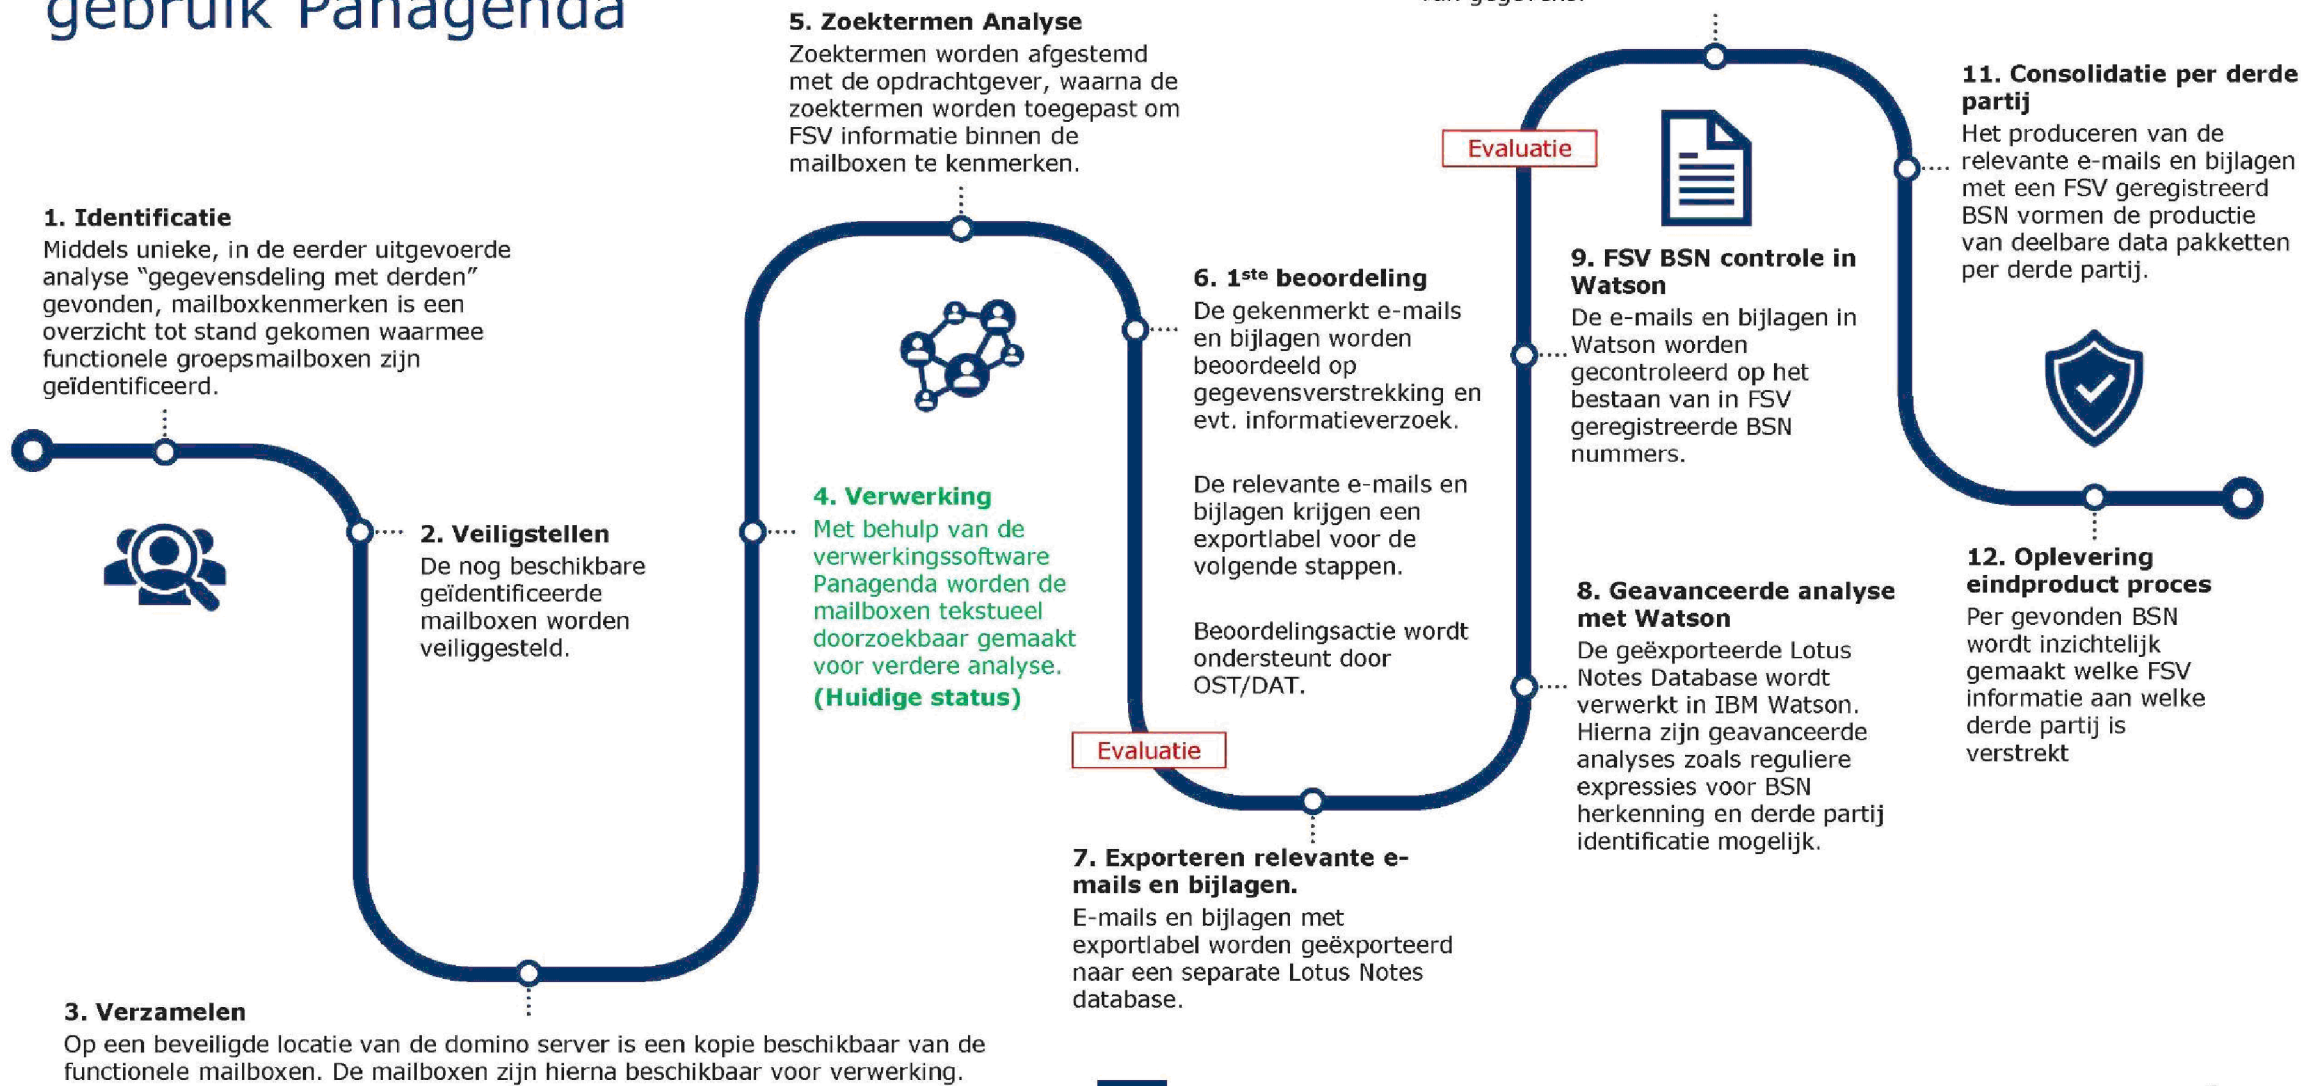 gebruik Panagenda
1. Identificatie
Middels unieke, in de eerder uitgevoerde
analyse “gegevensdeling met derden”
gevonden, mailboxkenmerken is een
overzicht tot stand gekomen waarmee
functionele groepsmailboxen zijn
geïdentificeerd.
2. Veiligstellen
De nog beschikbare
geïdentificeerde
mailboxen worden
veiliggesteld.
3. Verzamelen
Op een beveiligde locatie van de domino server is een kopie beschikbaar van de
functionele mailboxen. De mailboxen zijn hierna beschikbaar voor verwerking.
4. Verwerking
Met behulp van de
verwerkingssoftware
Panagenda worden de
mailboxen tekstueel
doorzoekbaar gemaakt
voor verdere analyse.
(Huidige status)
5. Zoektermen Analyse
Zoektermen worden afgestemd
met de opdrachtgever, waarna de
zoektermen worden toegepast om
FSV informatie binnen de
mailboxen te kenmerken.
6. 1ste beoordeling
De gekenmerkt e-mails
en bijlagen worden
beoordeeld op
gegevensverstrekking en
evt. informatieverzoek.
De relevante e-mails en
bijlagen krijgen een
exportlabel voor de
volgende stappen.
Beoordelingsactie wordt
ondersteunt door
OST/DAT.
Evaluatie
7. Exporteren relevante e-
mails en bijlagen.
E-mails en bijlagen met
exportlabel worden geëxporteerd
naar een separate Lotus Notes
database.
8. Geavanceerde analyse
met Watson
De geëxporteerde Lotus
Notes Database wordt
verwerkt in IBM Watson.
Hierna zijn geavanceerde
analyses zoals reguliere
expressies voor BSN
herkenning en derde partij
identificatie mogelijk.
9. FSV BSN controle in
Watson
De e-mails en bijlagen in
Watson worden
gecontroleerd op het
bestaan van in FSV
geregistreerde BSN
nummers.
Evaluatie
11. Consolidatie per derde
partij
Het produceren van de
relevante e-mails en bijlagen
met een FSV geregistreerd
BSN vormen de productie
van deelbare data pakketten
per derde partij.
12. Oplevering
eindproduct proces
Per gevonden BSN
wordt inzichtelijk
gemaakt welke FSV
informatie aan welke
derde partij is
verstrekt